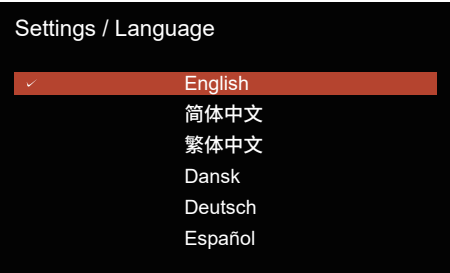 Settings / Language
✓ English
简体中文
繁体中文
Dansk
Deutsch
Español